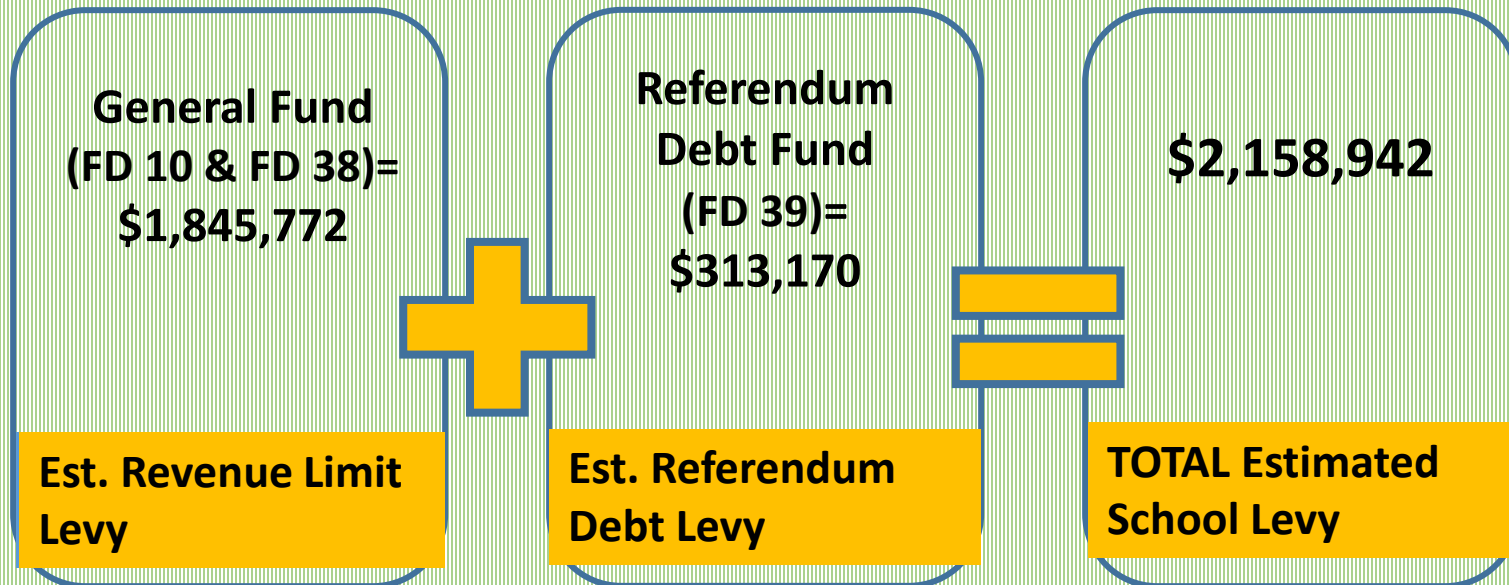 General Fund
(FD 10 & FD 38)=
$1,845,772
Est. Revenue Limit
Levy
Referendum
Debt Fund
(FD 39)=
$313,170
Est. Referendum
Debt Levy
$2,158,942
TOTAL Estimated
School Levy